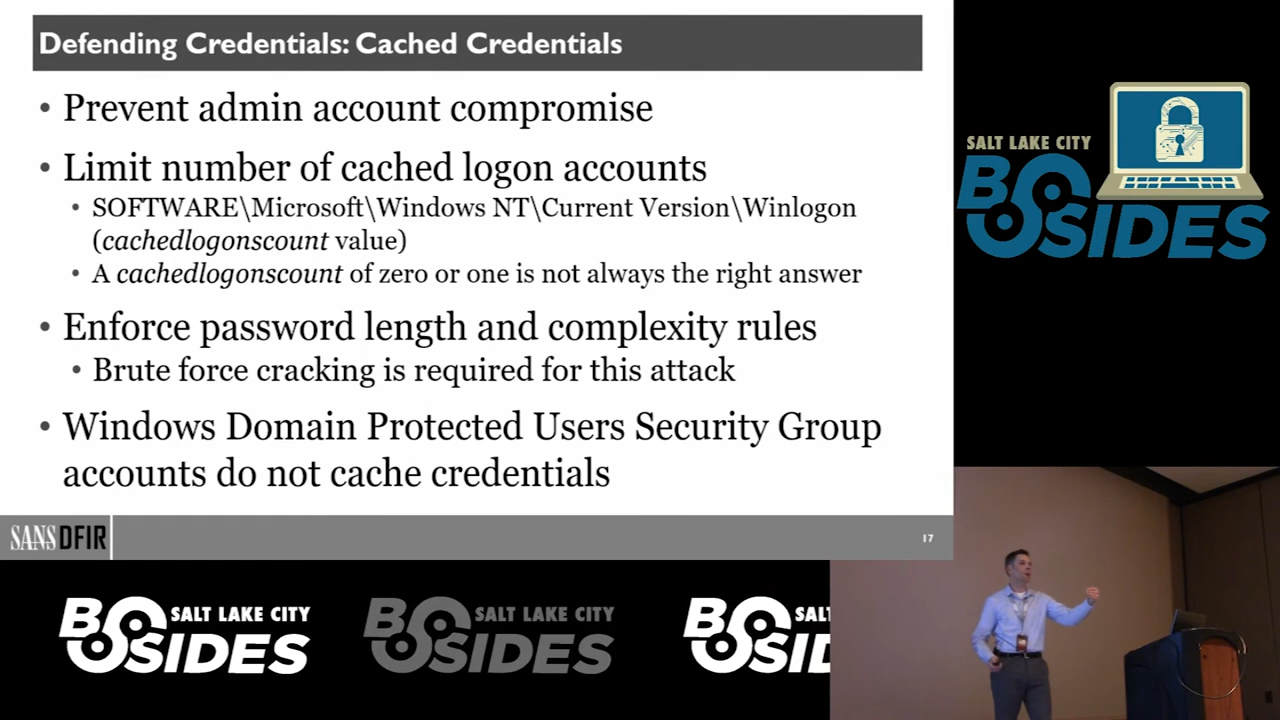 Defending Credentials: Cached Credentials
• Prevent admin account compromise
• Limit number of cached logon accounts
• SOFTWARE\Microsoft\Windows NT\Current Version\Winlogon
(cachedlogonscount value)
• A cachedlogonscount of zero or one is not always the right answer
• Enforce password length and complexity rules
• Brute force cracking is required for this attack
• Windows Domain Protected Users Security Group
accounts do not cache credentials
SANS DFIR
17
SALT LAKE CITY
BSIDES
SALT LAKE CITY
BSIDES
SALT LAKE CITY
BSIDES
SALT
BSID